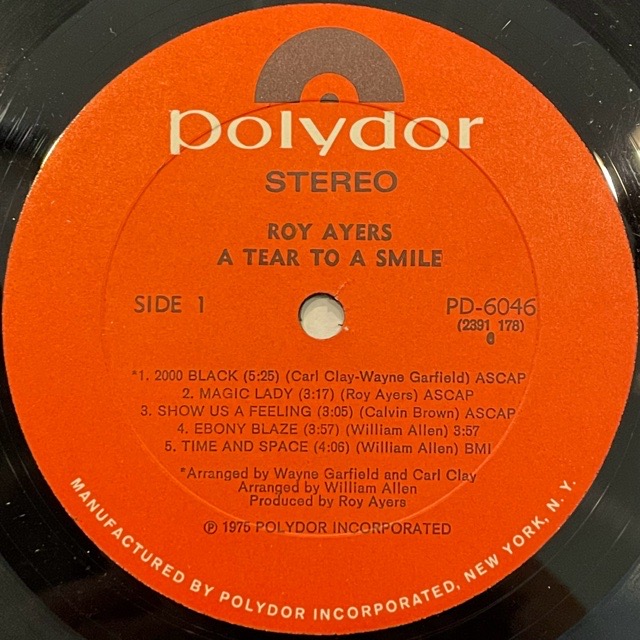 polydor
STEREO
ROY AYERS
A TEAR TO A SMILE
SIDE 1
PD-6046
(2391 178)
*1. 2000 BLACK (5:25) (Carl Clay-Wayne Garfield) ASCAP
2. MAGIC LADY (3:17) (Roy Ayers) ASCAP
3. SHOW US A FEELING (3:05) (Calvin Brown) ASCAP
4. EBONY BLAZE (3:57) (William Allen) 3:57
5. TIME AND SPACE (4:06) (William Allen) BMI
*Arranged by Wayne Garfield and Carl Clay
Arranged by William Allen
Produced by Roy Ayers
℗ 1975 POLYDOR INCORPORATED
MANUFACTURED BY POLYDOR INCORPORATED, NEW YORK, N.Y.